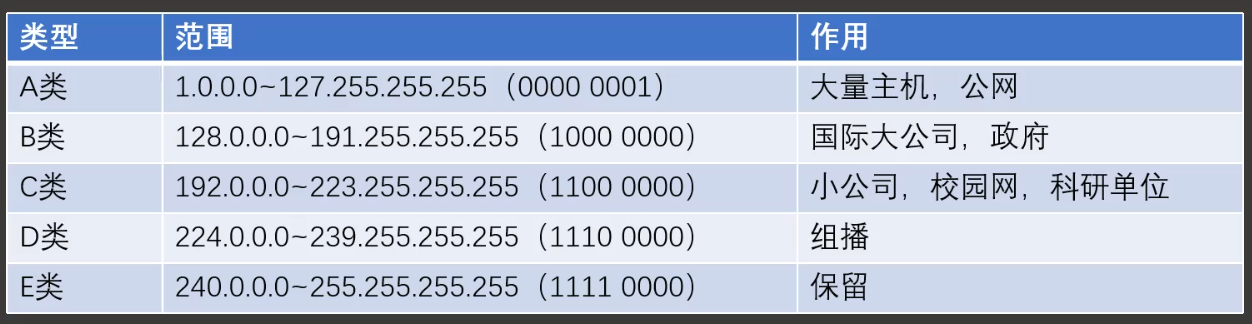 类型 范围 作用
A类 1.0.0.0~127.255.255.255（0000 0001） 大量主机，公网
B类 128.0.0.0~191.255.255.255（1000 0000） 国际大公司，政府
C类 192.0.0.0~223.255.255.255（1100 0000） 小公司，校园网，科研单位
D类 224.0.0.0~239.255.255.255（1110 0000） 组播
E类 240.0.0.0~255.255.255.255（1111 0000） 保留